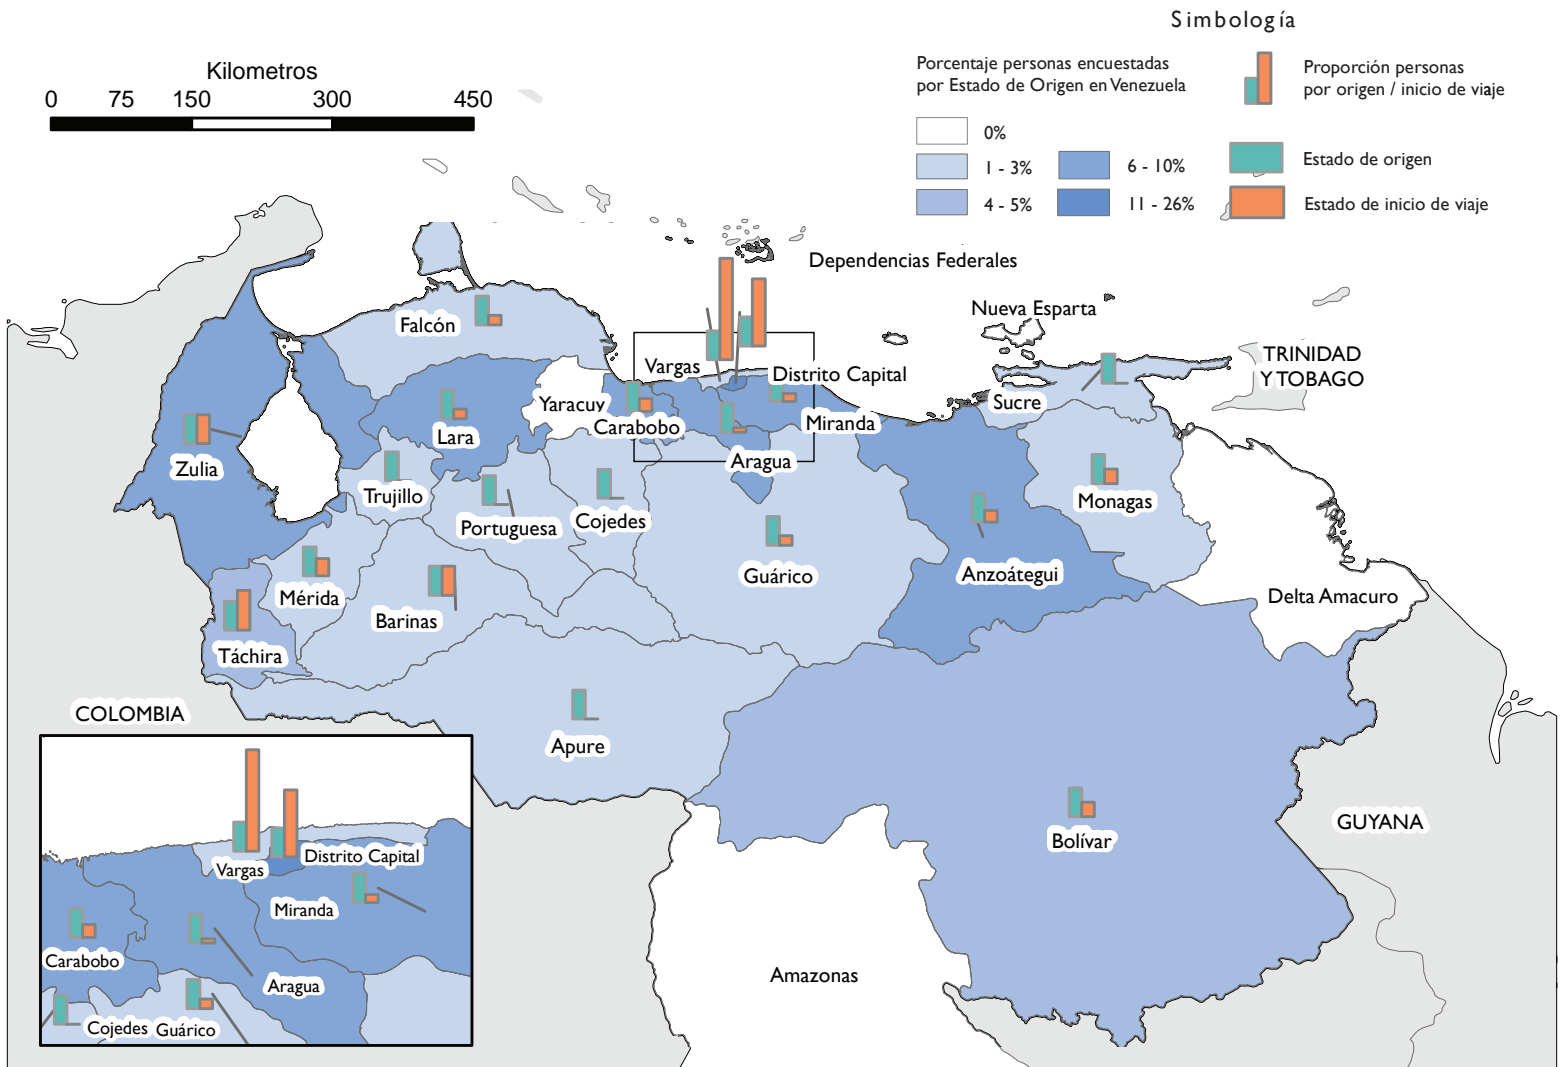 Simbología
Kilometros
0 75 150 300 450
Porcentaje personas encuestadas
por Estado de Origen en Venezuela
0%
1 - 3%
4 - 5%
6 - 10%
11 - 26%
Proporción personas
por origen / inicio de viaje
Estado de origen
Estado de inicio de viaje
Dependencias Federales
Nueva Esparta
Falcón
Vargas
Distrito Capital
TRINIDAD
Y TOBAGO
Yaracuy
Carabobo
Miranda
Sucre
Lara
Aragua
Zulia
Trujillo
Portuguesa
Cojedes
Monagas
Guárico
Anzoátegui
Mérida
Barinas
Delta Amacuro
Táchira
COLOMBIA
Apure
Bolívar
GUYANA
Amazonas
Vargas
Distrito Capital
Miranda
Carabobo
Aragua
Cojedes
Guárico